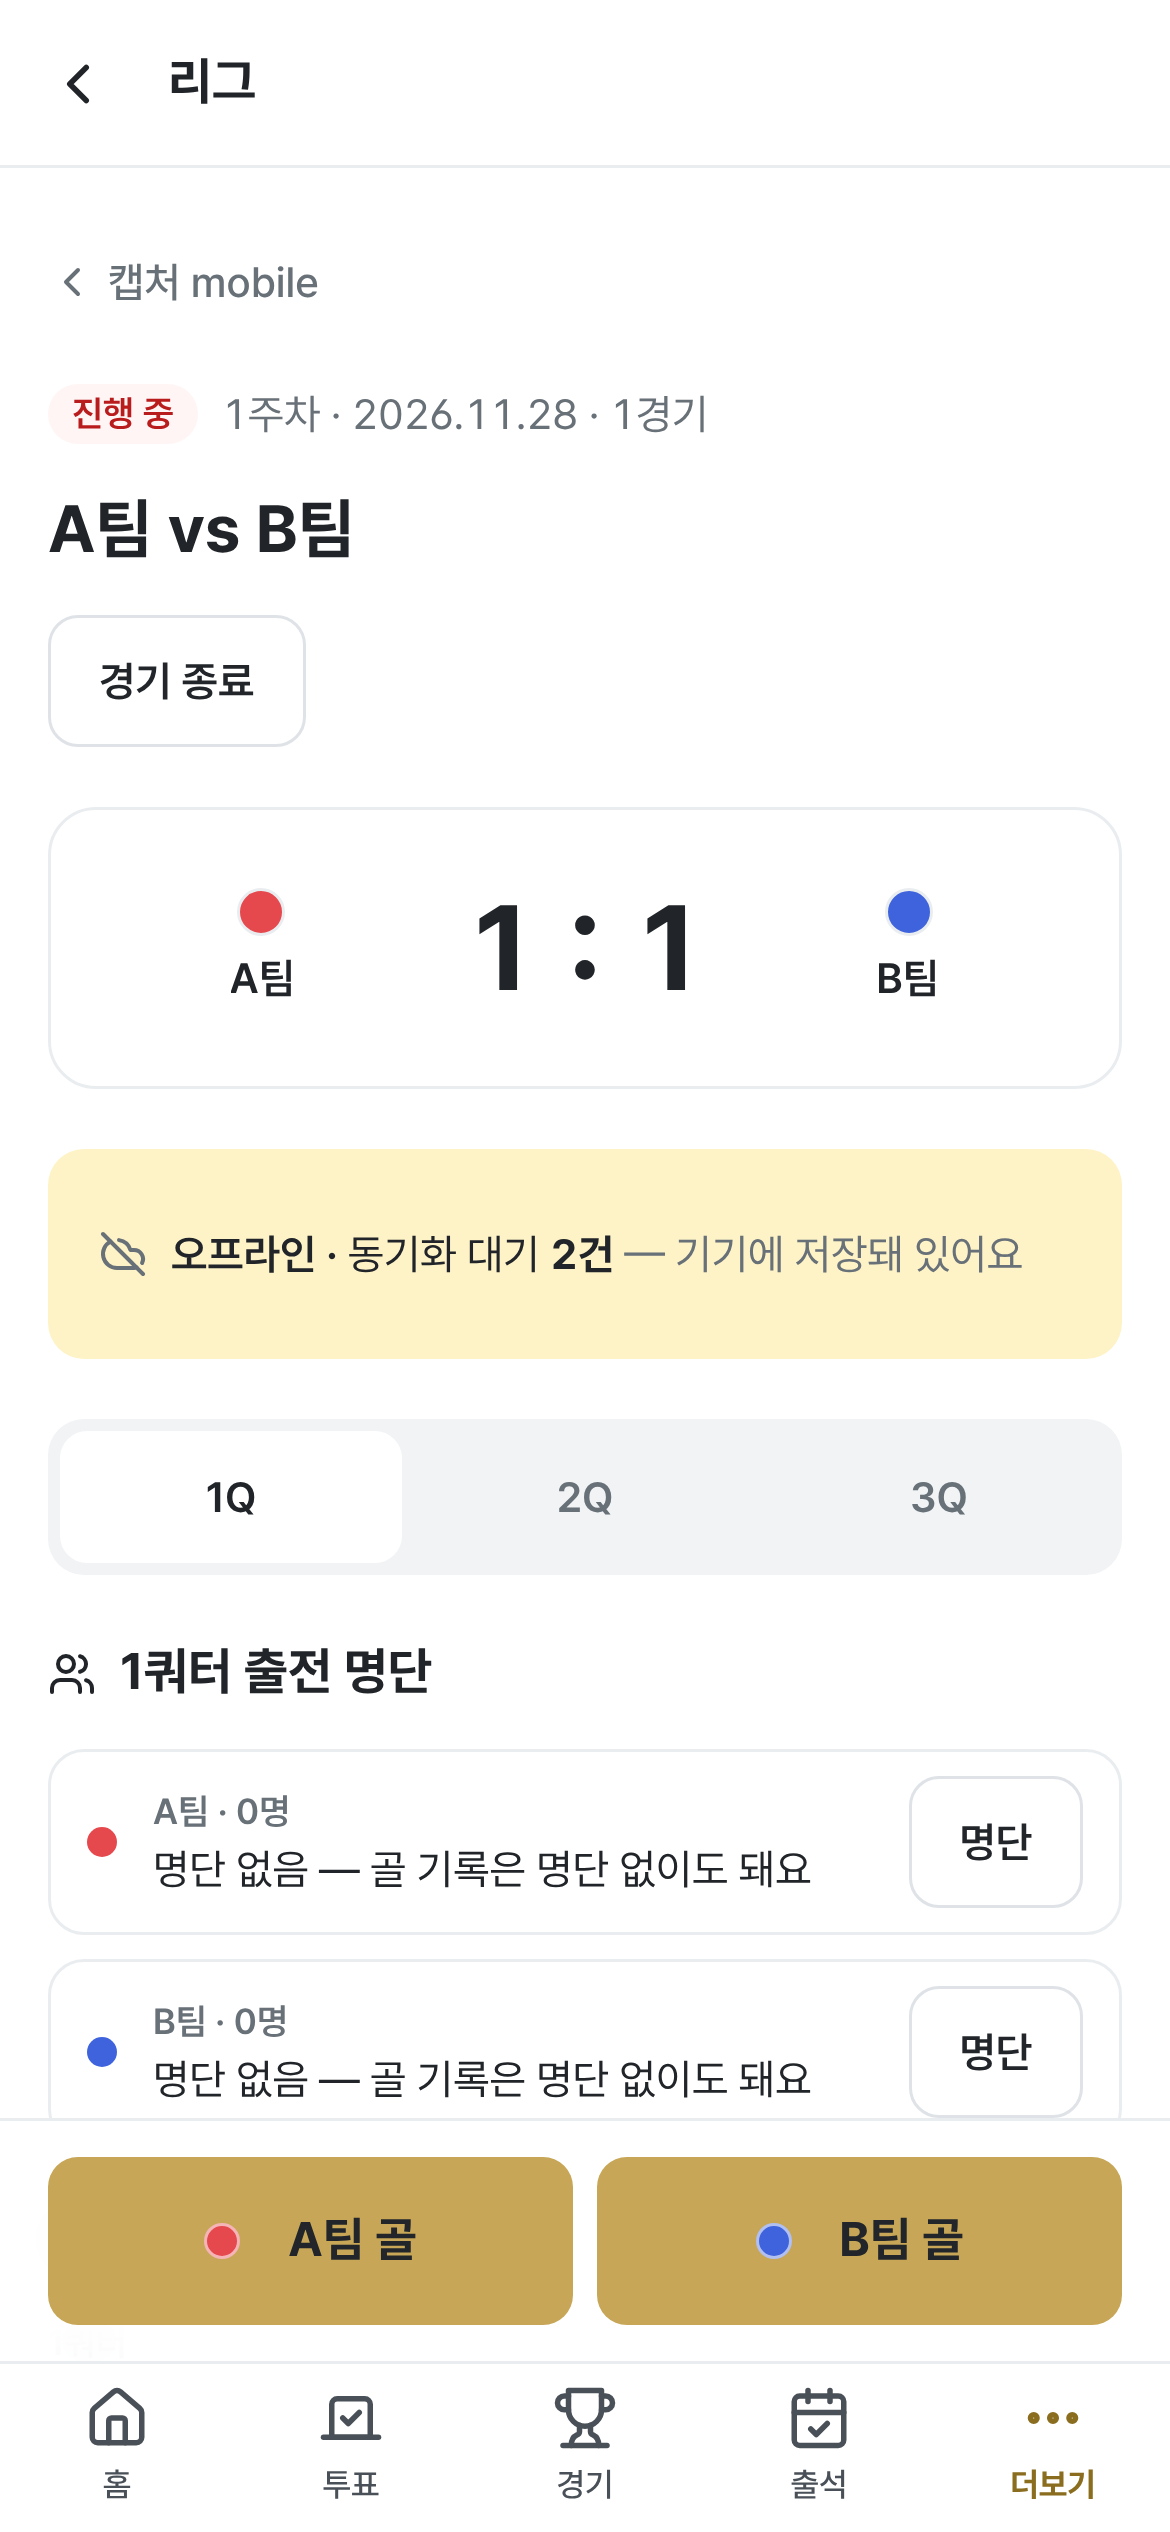 리그
캡처 mobile
진행 중 1주차 · 2026.11.28 · 1경기
A팀 vs B팀
경기 종료
1 : 1
A팀 B팀
오프라인 · 동기화 대기 2건 — 기기에 저장돼 있어요
1Q 2Q 3Q
1쿼터 출전 명단
A팀 · 0명
명단 없음 — 골 기록은 명단 없이도 돼요
명단
B팀 · 0명
명단 없음 — 골 기록은 명단 없이도 돼요
명단
A팀 골 B팀 골
홈 투표 경기 출석 더보기